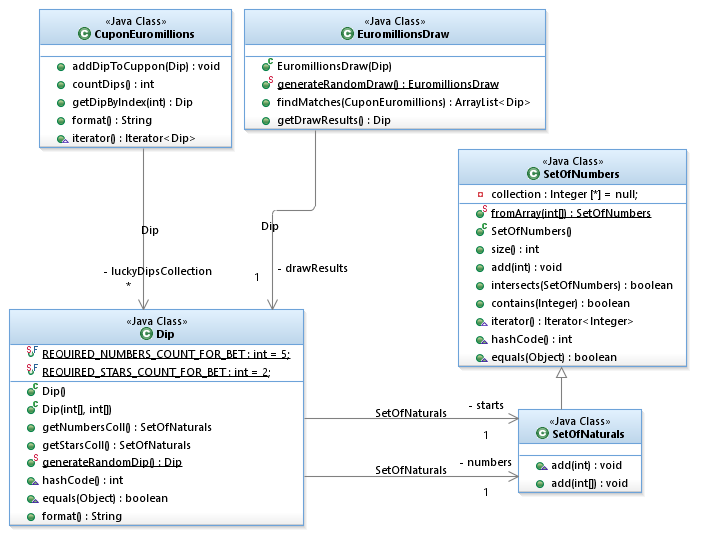 «Java Class»
CuponEuromillions
addDipToCuppon(Dip) : void
countDips() : int
getDipByIndex(int) : Dip
format() : String
iterator() : Iterator<Dip>
«Java Class»
EuromillionsDraw
EuromillionsDraw(Dip)
generateRandomDraw() : EuromillionsDraw
findMatches(CuponEuromillions) : ArrayList<Dip>
getDrawResults() : Dip
«Java Class»
SetOfNumbers
collection : Integer [*] = null;
fromArray(int[]) : SetOfNumbers
SetOfNumbers()
size() : int
add(int) : void
intersects(SetOfNumbers) : boolean
contains(Integer) : boolean
iterator() : Iterator<Integer>
hashCode() : int
equals(Object) : boolean
Dip
- luckyDipsCollection
*
Dip
- drawResults
1
«Java Class»
Dip
REQUIRED_NUMBERS_COUNT_FOR_BET : int = 5;
REQUIRED_STARS_COUNT_FOR_BET : int = 2;
Dip()
Dip(int[], int[])
getNumbersColl() : SetOfNaturals
getStarsColl() : SetOfNaturals
generateRandomDip() : Dip
hashCode() : int
equals(Object) : boolean
format() : String
SetOfNaturals
- starts
1
SetOfNaturals
- numbers
1
«Java Class»
SetOfNaturals
add(int) : void
add(int[]) : void